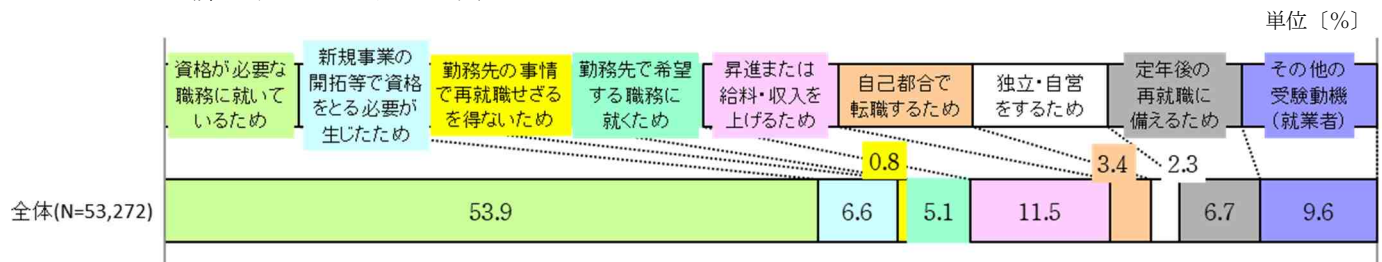 単位〔%〕
資格が必要な
職務に就いて
いるため
新規事業の
開拓等で資格
をとる必要が
生じたため
勤務先の事情
で再就職せざる
を得ないため
勤務先で希望
する職務に
就くため
昇進または
給料・収入を
上げるため
自己都合で
転職するため
独立・自営
をするため
定年後の
再就職に
備えるため
その他の
受験動機
(就業者)
0.8
3.4
2.3
全体(N=53,272)
53.9
6.6
5.1
11.5
6.7
9.6